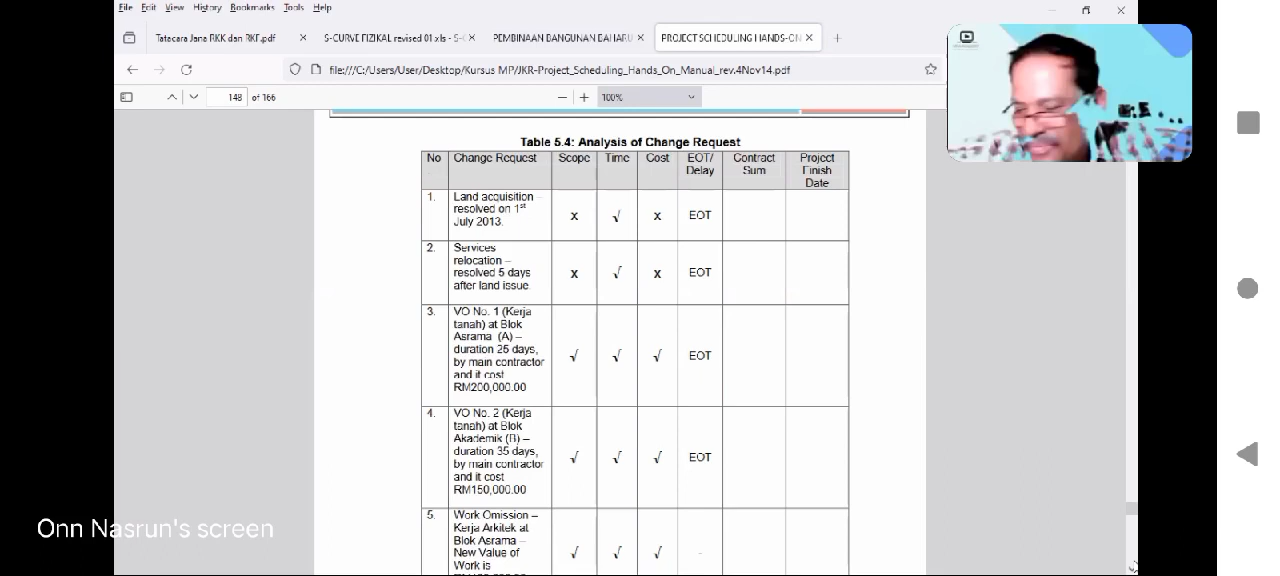 File Edit View History Bookmarks Tools Help
Tatacara Jana RKK dan RKF.pdf
S-CURVE FIZIKAL revised 01.xls - S-C
PEMBINAAN BANGUNAN BAHARU
PROJECT SCHEDULING HANDS-ON
file:///C:/Users/User/Desktop/Kursus MP/JKR-Project_Scheduling_Hands_On_Manual_rev.4Nov14.pdf
148 of 166
100%
Table 5.4: Analysis of Change Request
No Change Request Scope Time Cost EOT/ Delay Contract Sum Project Finish Date
1. Land acquisition –
resolved on 1st
July 2013.
x √ x EOT
2. Services
relocation –
resolved 5 days
after land issue.
x √ x EOT
3. VO No. 1 (Kerja
tanah) at Blok
Asrama (A) –
duration 25 days,
by main contractor
and it cost
RM200,000.00
√ √ √ EOT
4. VO No. 2 (Kerja
tanah) at Blok
Akademik (B) –
duration 35 days,
by main contractor
and it cost
RM150,000.00
√ √ √ EOT
5. Work Omission –
Kerja Arkitek at
Blok Asrama –
New Value of
Work is
√ √ √ -
Onn Nasrun's screen